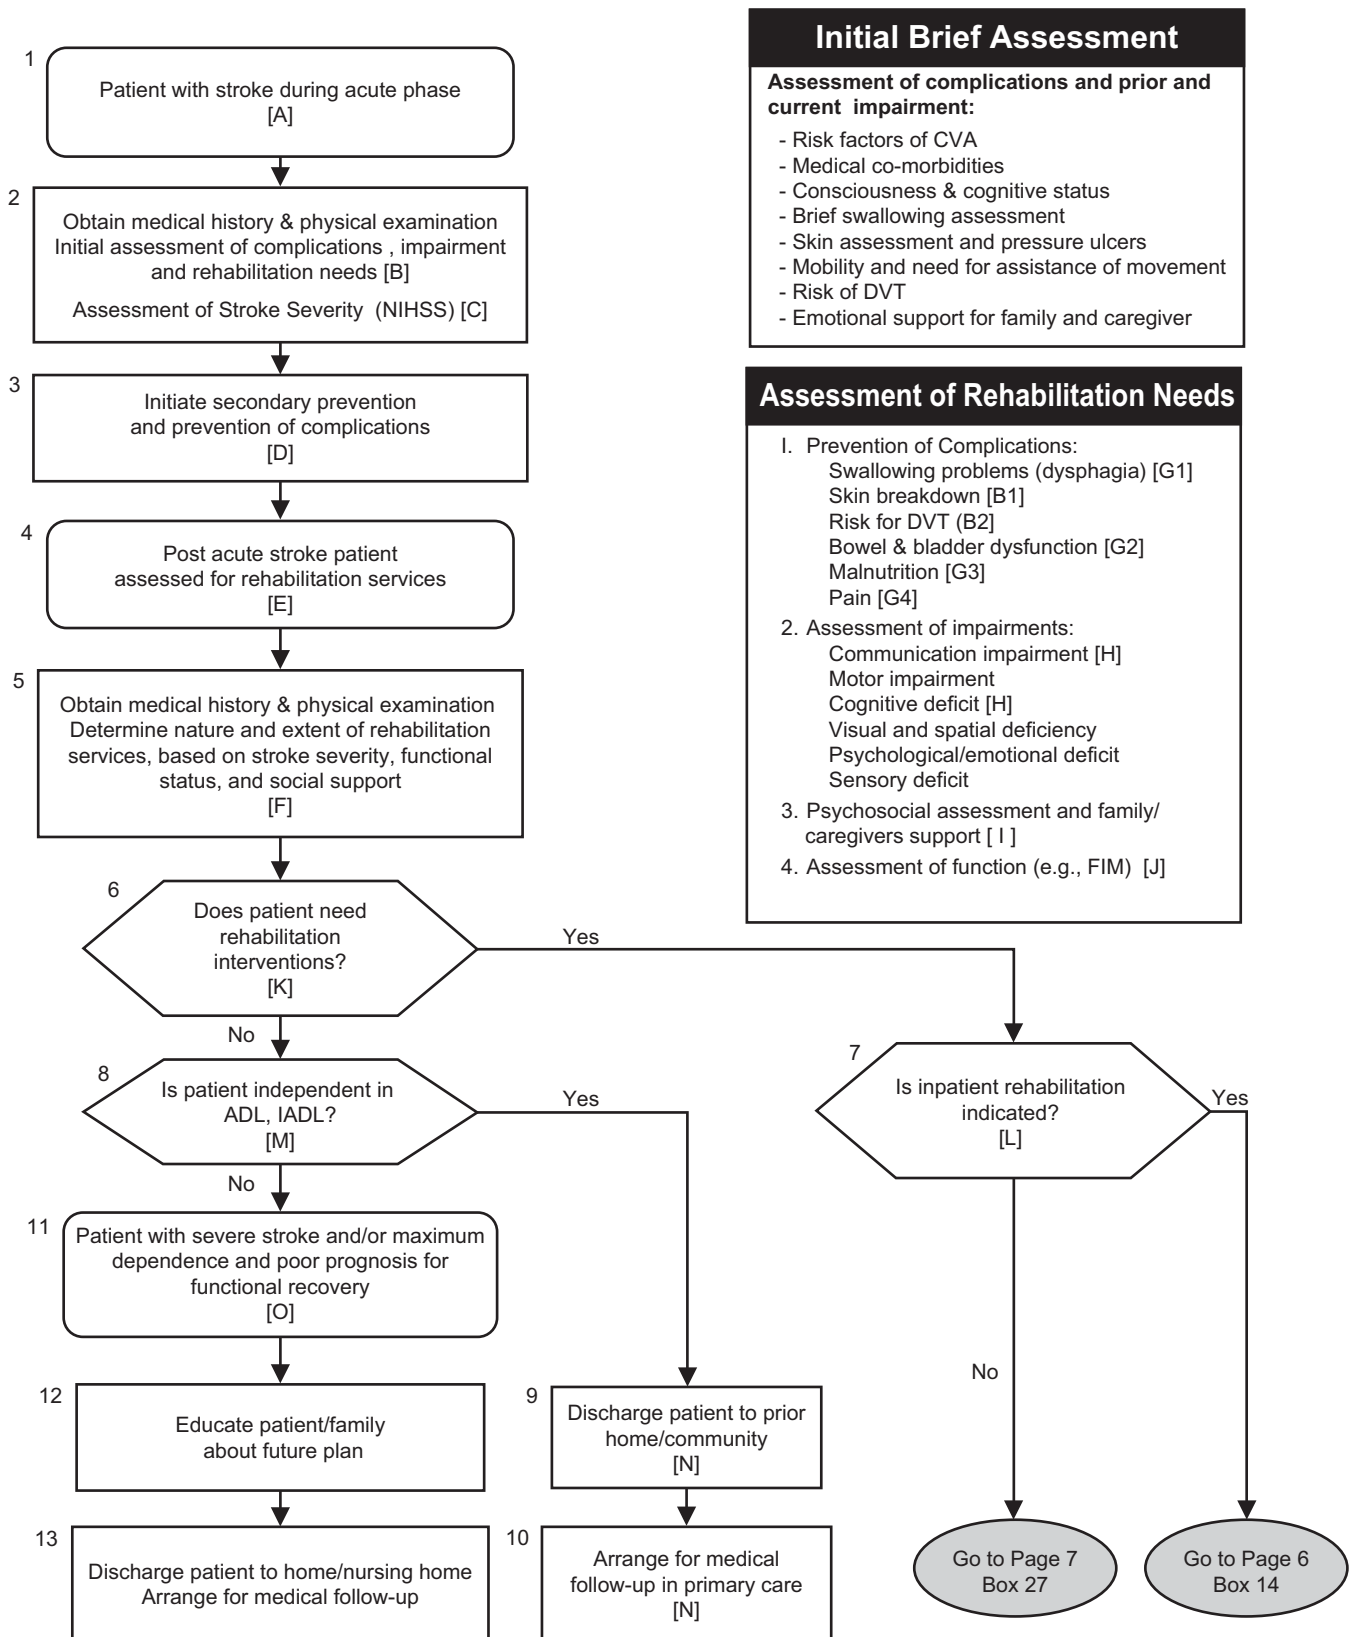 1
Patient with stroke during acute phase
[A]
2
Obtain medical history & physical examination
Initial assessment of complications , impairment
and rehabilitation needs [B]
Assessment of Stroke Severity (NIHSS) [C]
3
Initiate secondary prevention
and prevention of complications
[D]
4
Post acute stroke patient
assessed for rehabilitation services
[E]
5
Obtain medical history & physical examination
Determine nature and extent of rehabilitation
services, based on stroke severity, functional
status, and social support
[F]
6
Does patient need
rehabilitation
interventions?
[K]
Yes
No
8
Is patient independent in
ADL, IADL?
[M]
Yes
No
11
Patient with severe stroke and/or maximum
dependence and poor prognosis for
functional recovery
[O]
12
Educate patient/family
about future plan
13
Discharge patient to home/nursing home
Arrange for medical follow-up
9
Discharge patient to prior
home/community
[N]
10
Arrange for medical
follow-up in primary care
[N]
Initial Brief Assessment
Assessment of complications and prior and
current impairment:
- Risk factors of CVA
- Medical co-morbidities
- Consciousness & cognitive status
- Brief swallowing assessment
- Skin assessment and pressure ulcers
- Mobility and need for assistance of movement
- Risk of DVT
- Emotional support for family and caregiver
Assessment of Rehabilitation Needs
I. Prevention of Complications:
Swallowing problems (dysphagia) [G1]
Skin breakdown [B1]
Risk for DVT (B2]
Bowel & bladder dysfunction [G2]
Malnutrition [G3]
Pain [G4]
2. Assessment of impairments:
Communication impairment [H]
Motor impairment
Cognitive deficit [H]
Visual and spatial deficiency
Psychological/emotional deficit
Sensory deficit
3. Psychosocial assessment and family/
caregivers support [ I ]
4. Assessment of function (e.g., FIM) [J]
7
Is inpatient rehabilitation
indicated?
[L]
Yes
No
Go to Page 7
Box 27
Go to Page 6
Box 14